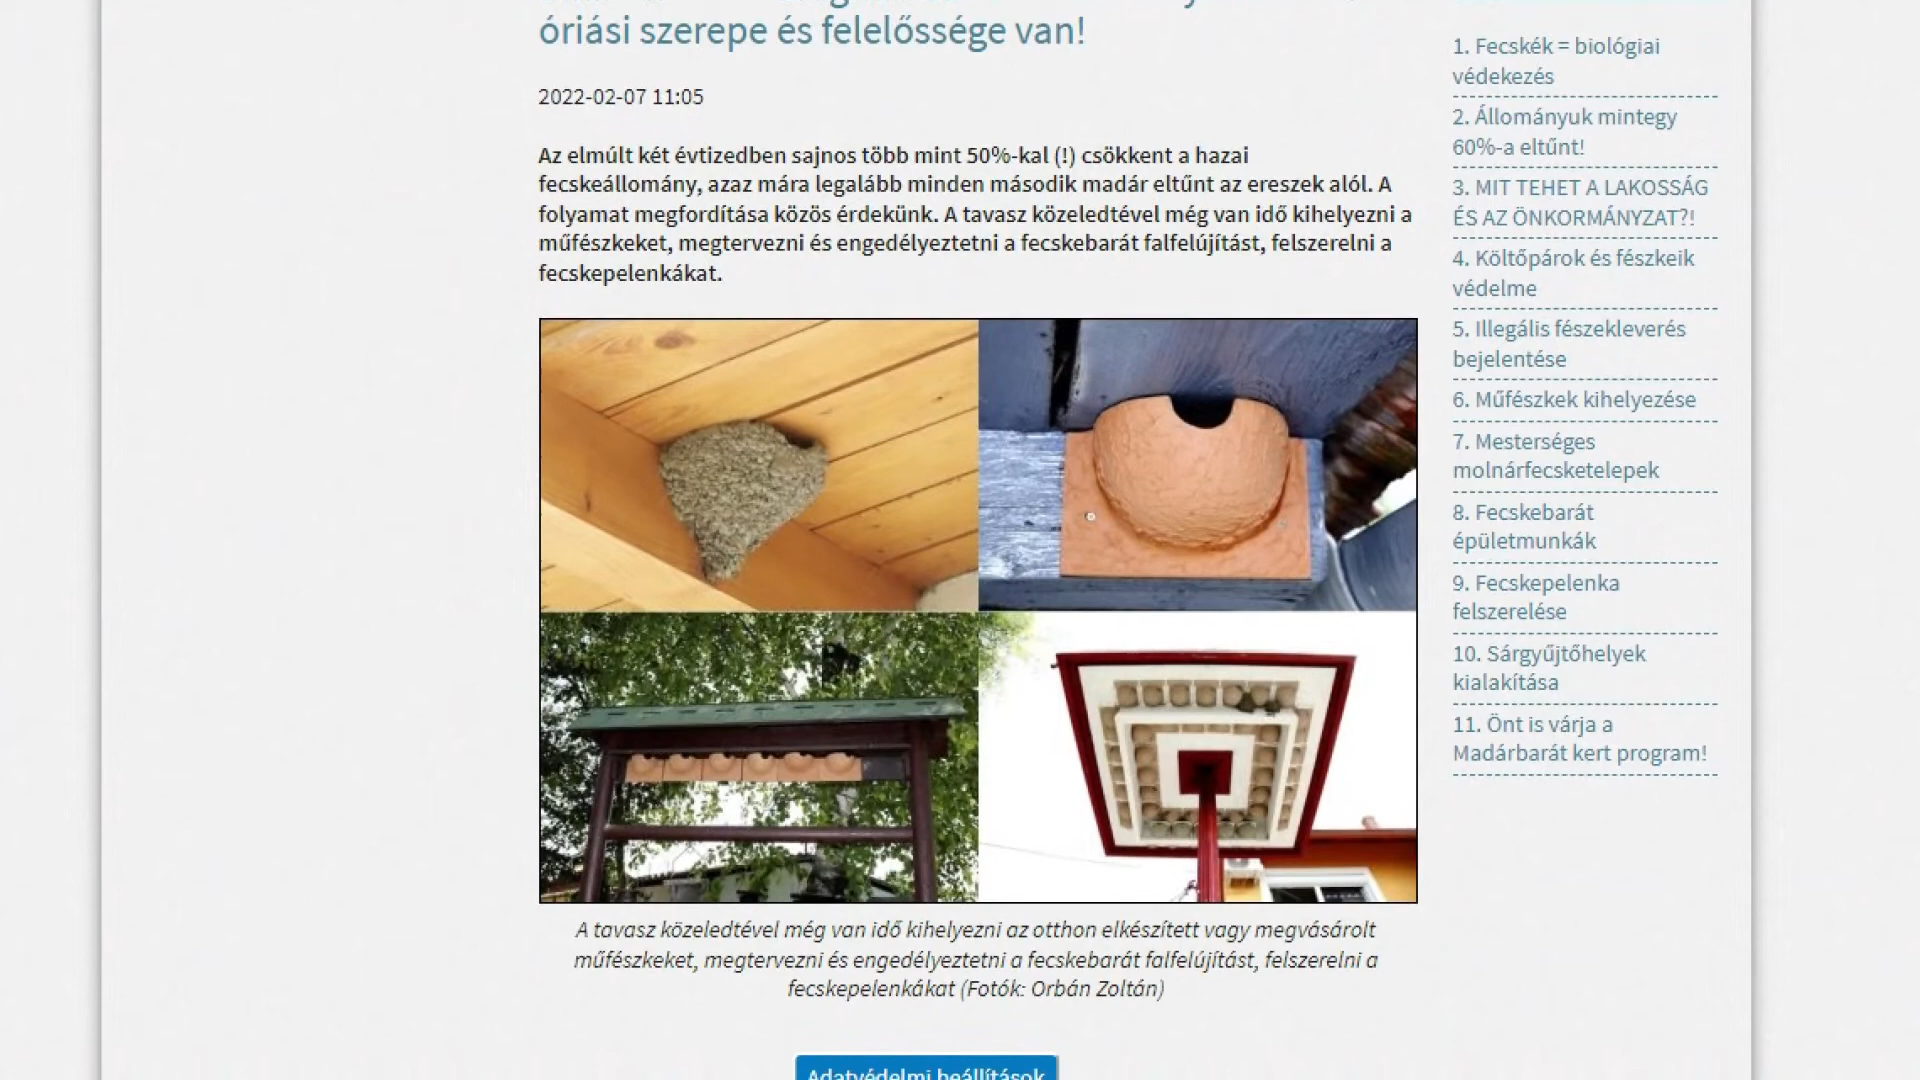 óriási szerepe és felelőssége van!
2022-02-07 11:05
Az elmúlt két évtizedben sajnos több mint 50%-kal (!) csökkent a hazai
fecskeállomány, azaz mára legalább minden második madár eltűnt az ereszek alól. A
folyamat megfordítása közös érdekünk. A tavasz közeledtével még van idő kihelyezni a
műfészkeket, megtervezni és engedélyeztetni a fecskebarát falfelújítást, felszerelni a
fecskepelenkákat.
A tavasz közeledtével még van idő kihelyezni az otthon elkészített vagy megvásárolt
műfészkeket, megtervezni és engedélyeztetni a fecskebarát falfelújítást, felszerelni a
fecskepelenkákat (Fotók: Orbán Zoltán)
Adatvédelmi beállítások
1. Fecskék = biológiai
védekezés
2. Állományuk mintegy
60%-a eltűnt!
3. MIT TEHET A LAKOSSÁG
ÉS AZ ÖNKORMÁNYZAT?!
4. Költőpárok és fészkeik
védelme
5. Illegális fészekleverés
bejelentése
6. Műfészkek kihelyezése
7. Mesterséges
molnárfecsketelepek
8. Fecskebarát
épületmunkák
9. Fecskepelenka
felszerelése
10. Sárgyűjtőhelyek
kialakítása
11. Önt is várja a
Madárbarát kert program!